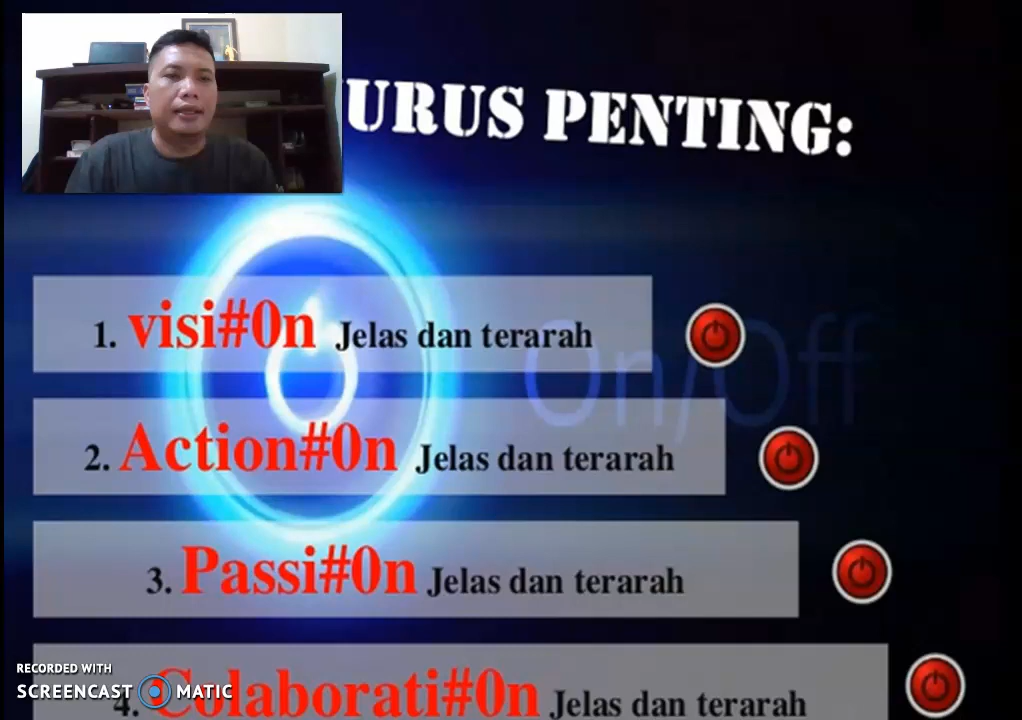 URUS PENTING:
1. visi#0n Jelas dan terarah
On/Off
2. Action#0n Jelas dan terarah
3. Passi#0n Jelas dan terarah
4. Colaborati#0n Jelas dan terarah
RECORDED WITH
SCREENCAST MATIC